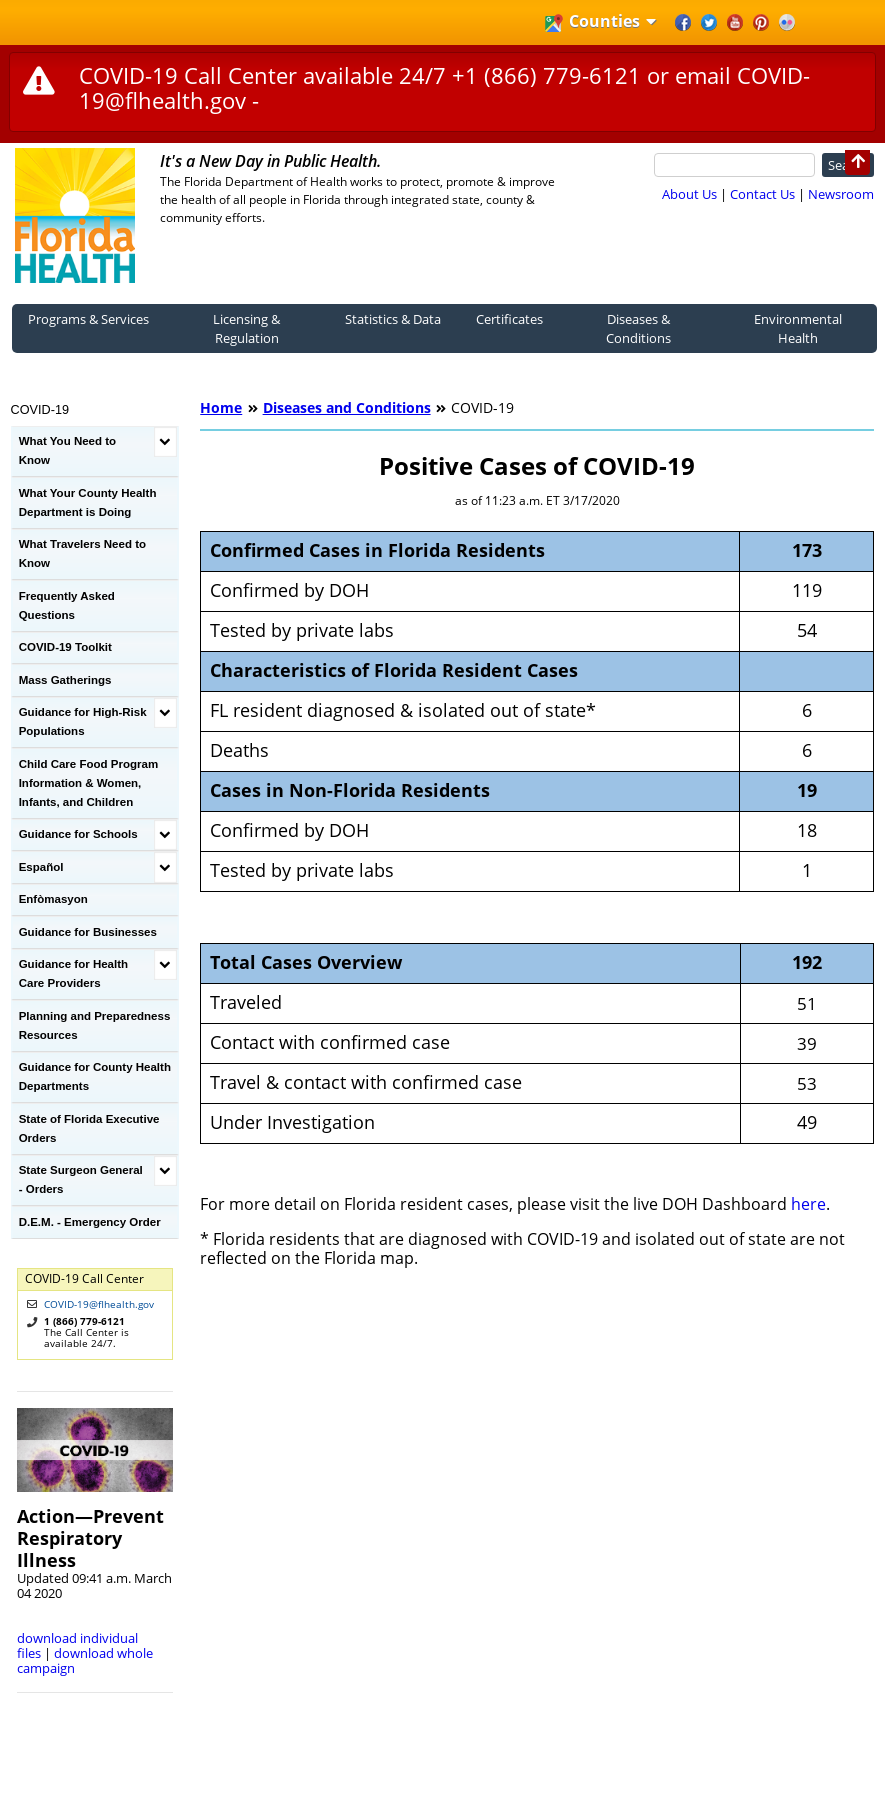 Counties
COVID-19 Call Center available 24/7 +1 (866) 779-6121 or email COVID-
19@flhealth.gov -
It's a New Day in Public Health.
The Florida Department of Health works to protect, promote & improve
the health of all people in Florida through integrated state, county &
community efforts.
About Us | Contact Us | Newsroom
Florida
HEALTH
Programs & Services
Licensing &
Regulation
Statistics & Data
Certificates
Diseases &
Conditions
Environmental
Health
COVID-19
What You Need to
Know
What Your County Health
Department is Doing
What Travelers Need to
Know
Frequently Asked
Questions
COVID-19 Toolkit
Mass Gatherings
Guidance for High-Risk
Populations
Child Care Food Program
Information & Women,
Infants, and Children
Guidance for Schools
Español
Enfòmasyon
Guidance for Businesses
Guidance for Health
Care Providers
Planning and Preparedness
Resources
Guidance for County Health
Departments
State of Florida Executive
Orders
State Surgeon General
- Orders
D.E.M. - Emergency Order
COVID-19 Call Center
COVID-19@flhealth.gov
1 (866) 779-6121
The Call Center is
available 24/7.
COVID-19
Action—Prevent
Respiratory
Illness
Updated 09:41 a.m. March
04 2020
download individual
files | download whole
campaign
Home » Diseases and Conditions » COVID-19
Positive Cases of COVID-19
as of 11:23 a.m. ET 3/17/2020
Confirmed Cases in Florida Residents 173
Confirmed by DOH 119
Tested by private labs 54
Characteristics of Florida Resident Cases
FL resident diagnosed & isolated out of state* 6
Deaths 6
Cases in Non-Florida Residents 19
Confirmed by DOH 18
Tested by private labs 1
Total Cases Overview 192
Traveled 51
Contact with confirmed case 39
Travel & contact with confirmed case 53
Under Investigation 49
For more detail on Florida resident cases, please visit the live DOH Dashboard here.
* Florida residents that are diagnosed with COVID-19 and isolated out of state are not
reflected on the Florida map.